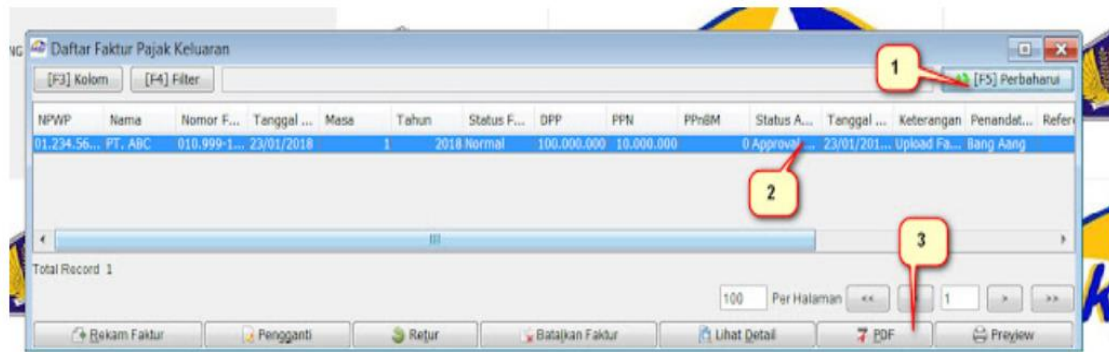 NG
Daftar Faktur Pajak Keluaran
1
[F3] Kolom [F4] Filter [F5] Perbaharui
NPWP Nama Nomor F... Tanggal ... Masa Tahun Status F... DPP PPN PPnBM Status A... Tanggal ... Keterangan Penandat... Refer
01.234.56... PT. ABC 010.999-1... 23/01/2018 1 2018 Normal 100.000.000 10.000.000 0 Approval ... 23/01/201... Upload Fa... Bang Aang
2
3
Total Record 1
100 Per Halaman << 1 > >>
Rekam Faktur Pengganti Retur Batalkan Faktur Lihat Detail PDF Preview